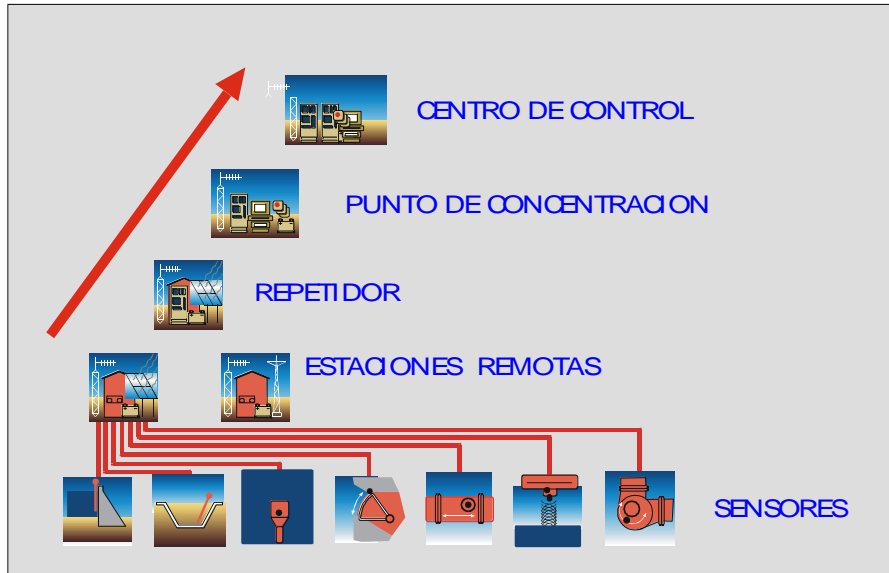 CENTRO DE CONTROL
PUNTO DE CONCENTRACION
REPETIDOR
ESTACIONES REMOTAS
SENSORES